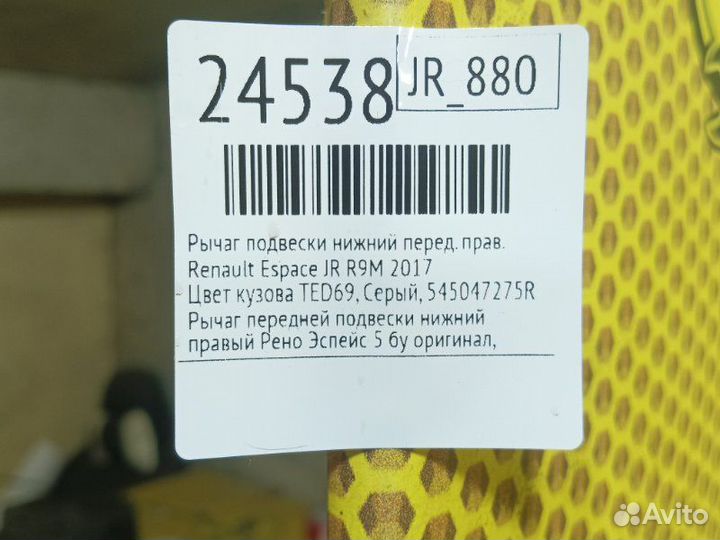 24538 JR_880
Рычаг подвески нижний перед. прав.
Renault Espace JR R9M 2017
Цвет кузова TED69, Серый, 545047275R
Рычаг передней подвески нижний
правый Рено Эспейс 5 бу оригинал,
Avito